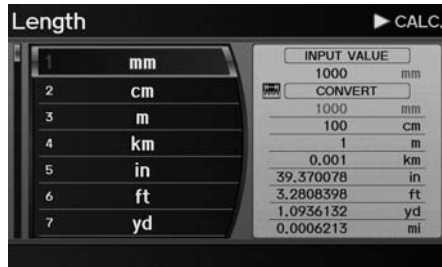 Length
CALC.
1 mm
2 cm
3 m
4 km
5 in
6 ft
7 yd
INPUT VALUE
1000 mm
CONVERT
1000 mm
100 cm
1 m
0.001 km
39.370078 in
3.2808398 ft
1.0936132 yd
0.0006213 mi